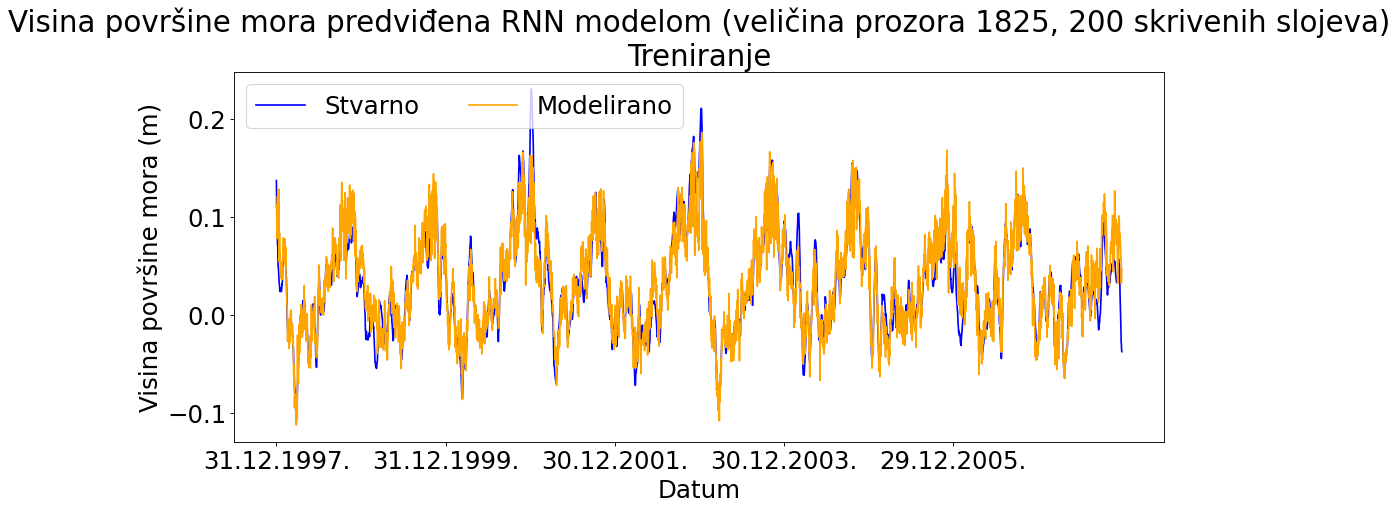 Visina površine mora predviđena RNN modelom (veličina prozora 1825, 200 skrivenih slojeva)
Treniranje
Stvarno
Modelirano
Visina površine mora (m)
0.2
0.1
0.0
−0.1
31.12.1997.
31.12.1999.
30.12.2001.
30.12.2003.
29.12.2005.
Datum